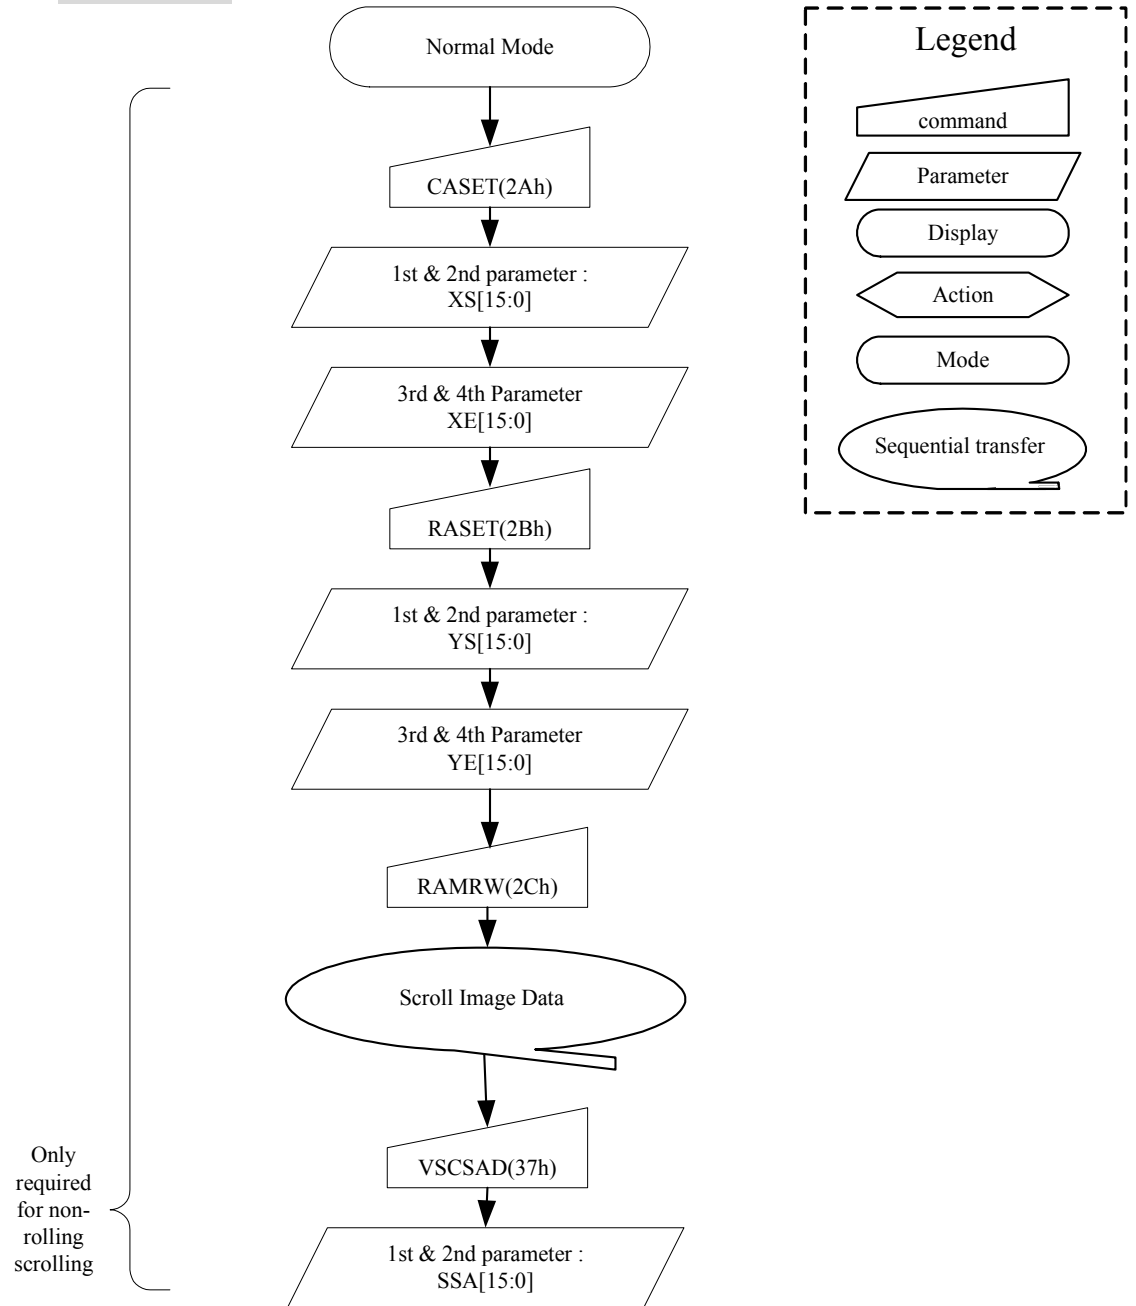 Normal Mode
CASET(2Ah)
1st & 2nd parameter :
XS[15:0]
3rd & 4th Parameter
XE[15:0]
RASET(2Bh)
1st & 2nd parameter :
YS[15:0]
3rd & 4th Parameter
YE[15:0]
RAMRW(2Ch)
Scroll Image Data
VSCSAD(37h)
1st & 2nd parameter :
SSA[15:0]
Only
required
for non-
rolling
scrolling
Legend
command
Parameter
Display
Action
Mode
Sequential transfer